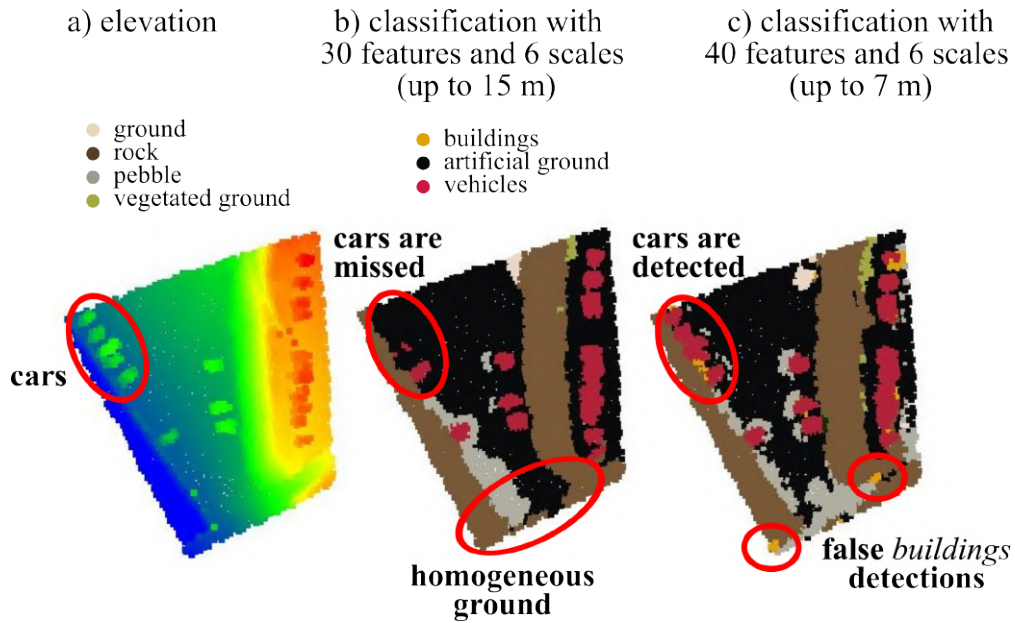 a) elevation
b) classification with
30 features and 6 scales
(up to 15 m)
c) classification with
40 features and 6 scales
(up to 7 m)
ground
rock
pebble
vegetated ground
buildings
artificial ground
vehicles
cars
cars are
missed
homogeneous
ground
cars are
detected
false buildings
detections